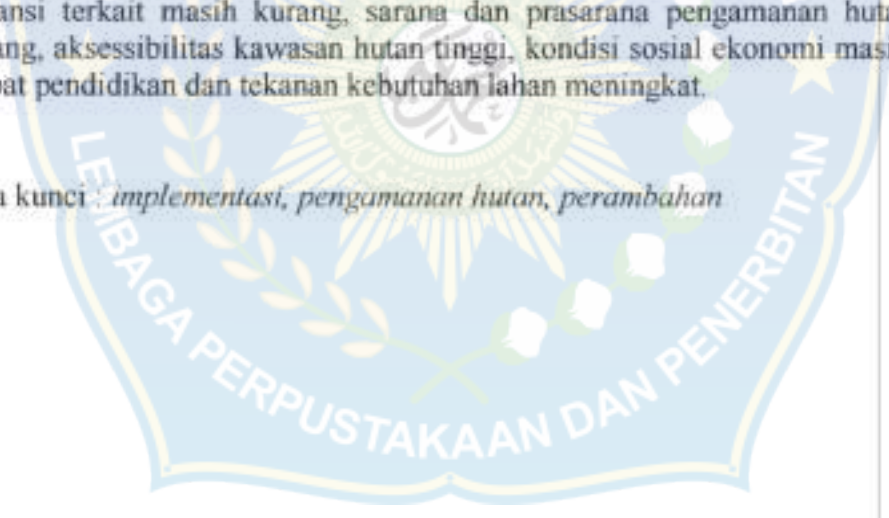 ansi terkait masih kurang, sarana dan prasarana pengamanan hut
ang, aksessibilitas kawasan hutan tinggi, kondisi sosial ekonomi mas
at pendidikan dan tekanan kebutuhan lahan meningkat.
a kunci : implementasi, pengamanan hutan, perambahan
LEMBAGA PERPUSTAKAAN DAN PENERBITAN